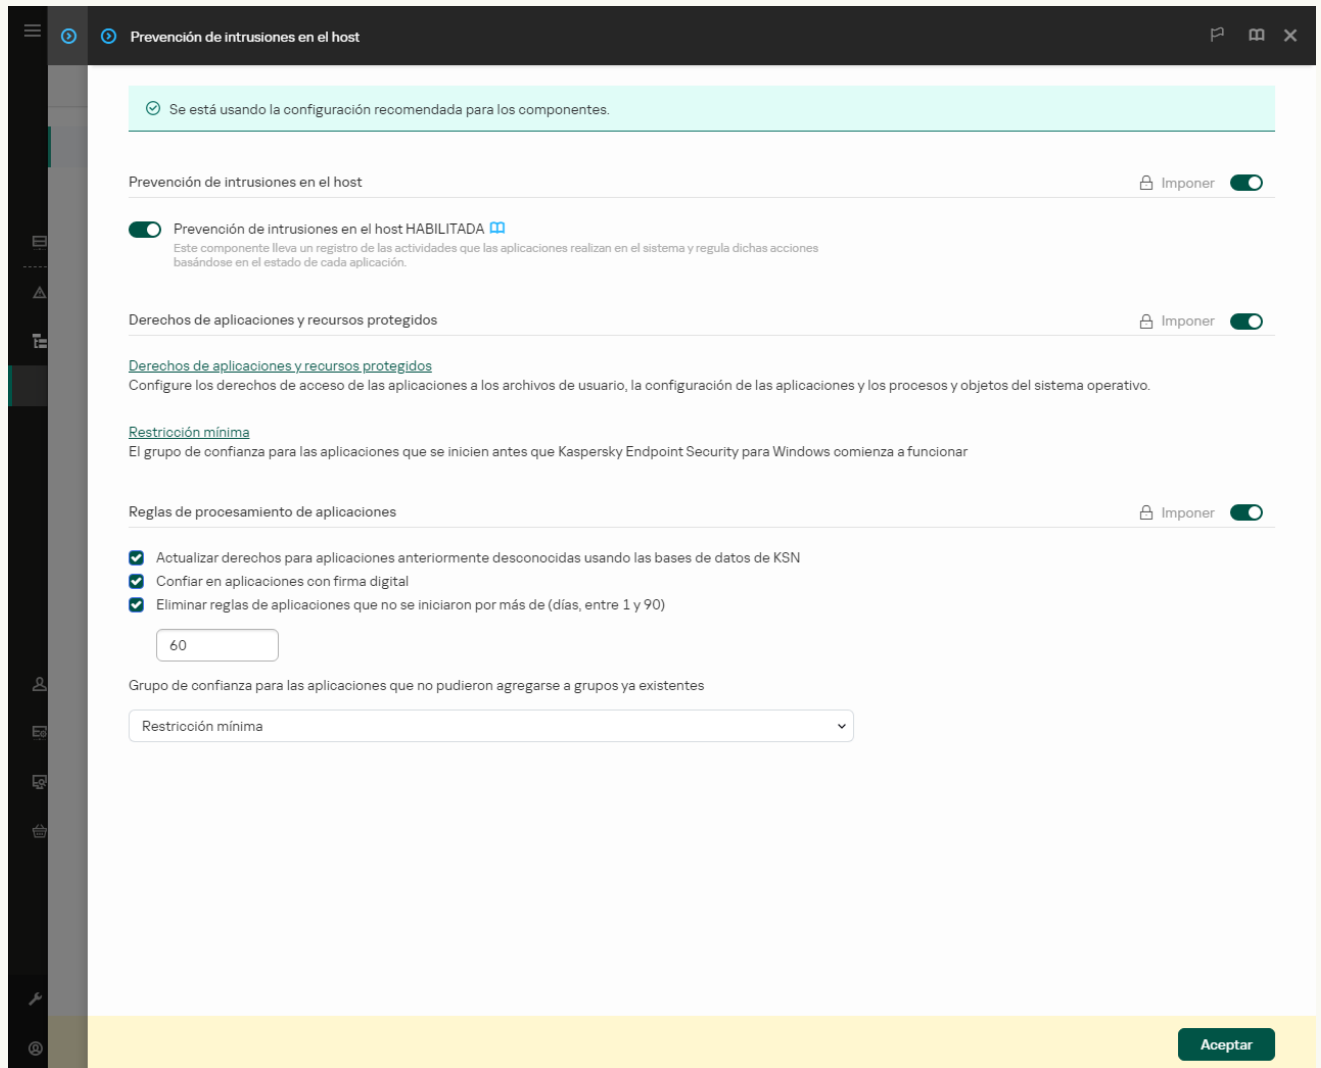 Prevención de intrusiones en el host
Se está usando la configuración recomendada para los componentes.
Prevención de intrusiones en el host
Imponer
Prevención de intrusiones en el host HABILITADA
Este componente lleva un registro de las actividades que las aplicaciones realizan en el sistema y regula dichas acciones
basándose en el estado de cada aplicación.
Derechos de aplicaciones y recursos protegidos
Imponer
Derechos de aplicaciones y recursos protegidos
Configure los derechos de acceso de las aplicaciones a los archivos de usuario, la configuración de las aplicaciones y los procesos y objetos del sistema operativo.
Restricción mínima
El grupo de confianza para las aplicaciones que se inicien antes que Kaspersky Endpoint Security para Windows comienza a funcionar
Reglas de procesamiento de aplicaciones
Imponer
Actualizar derechos para aplicaciones anteriormente desconocidas usando las bases de datos de KSN
Confiar en aplicaciones con firma digital
Eliminar reglas de aplicaciones que no se iniciaron por más de (días, entre 1 y 90)
60
Grupo de confianza para las aplicaciones que no pudieron agregarse a grupos ya existentes
Restricción mínima
Aceptar